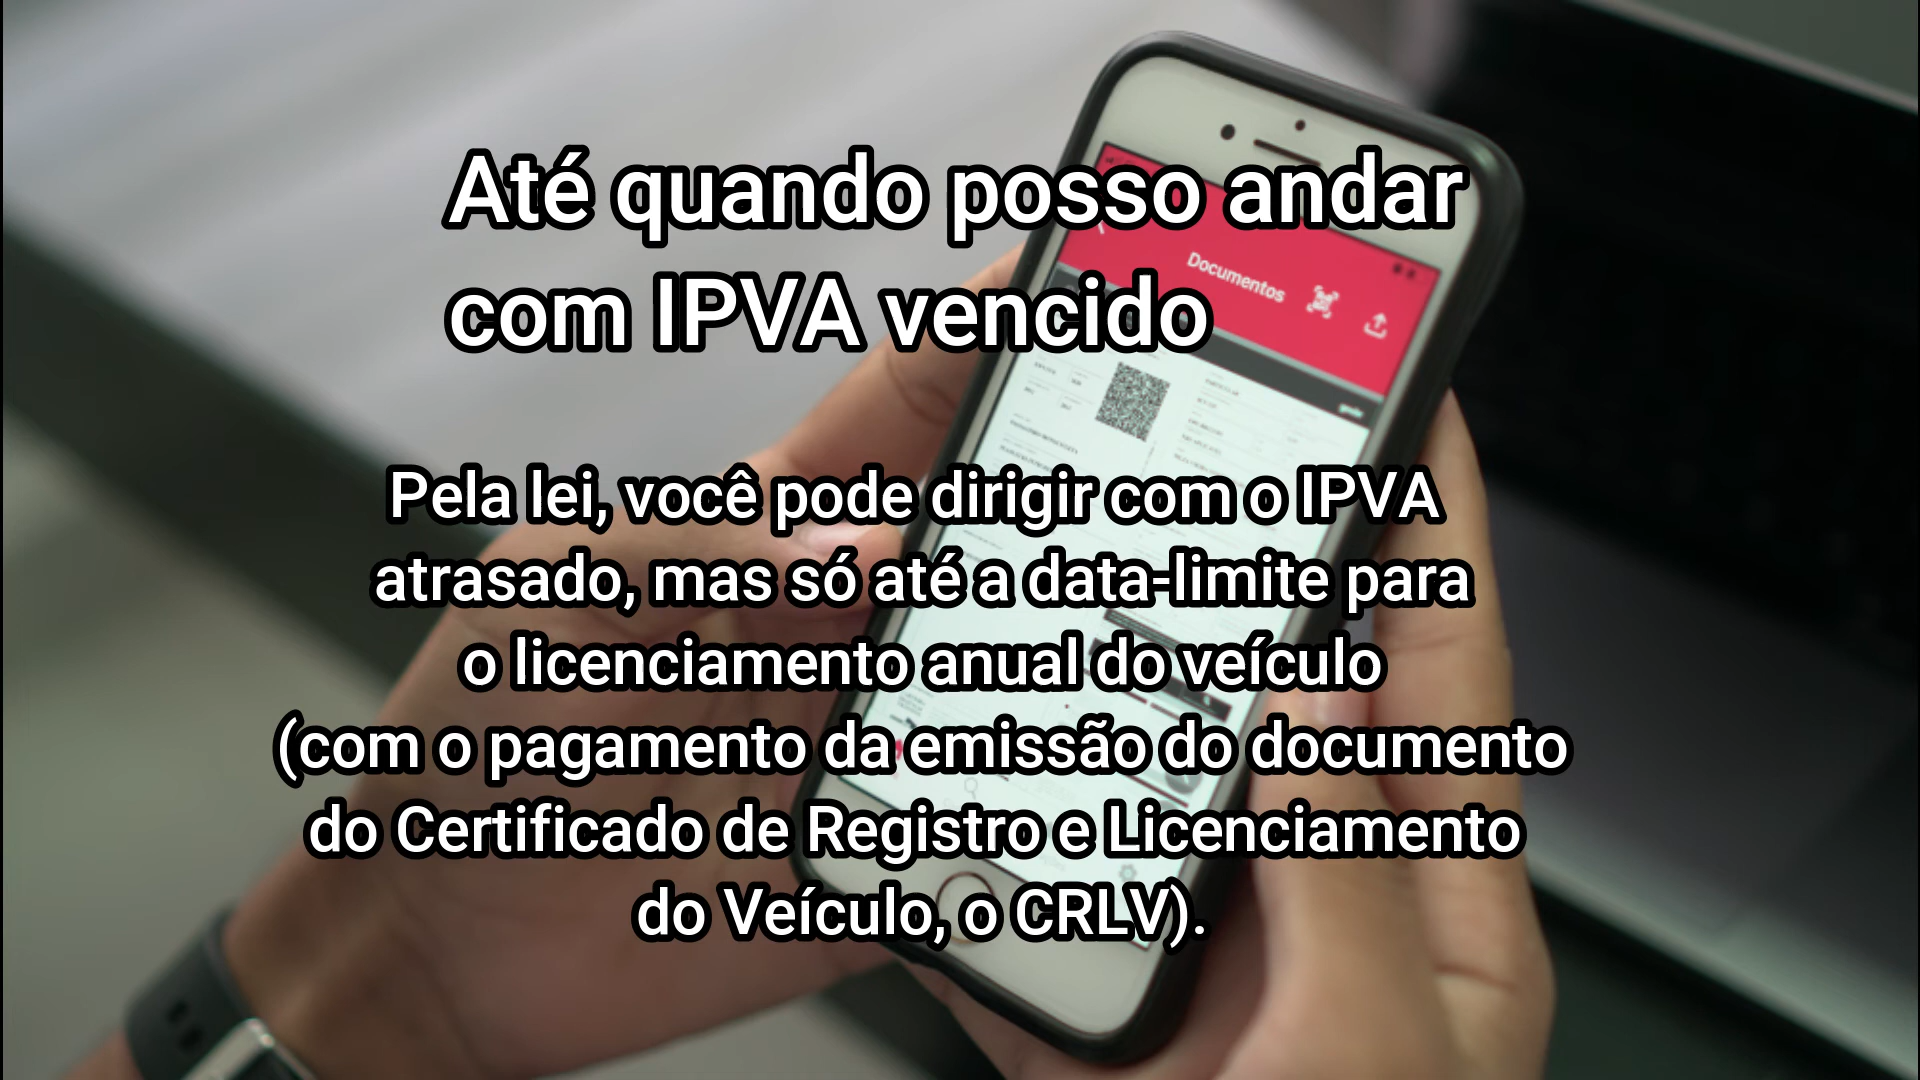 Até quando posso andar
com IPVA vencido
Documentos
Pela lei, você pode dirigir com o IPVA
atrasado, mas só até a data-limite para
o licenciamento anual do veículo
(com o pagamento da emissão do documento
do Certificado de Registro e Licenciamento
do Veículo, o CRLV).